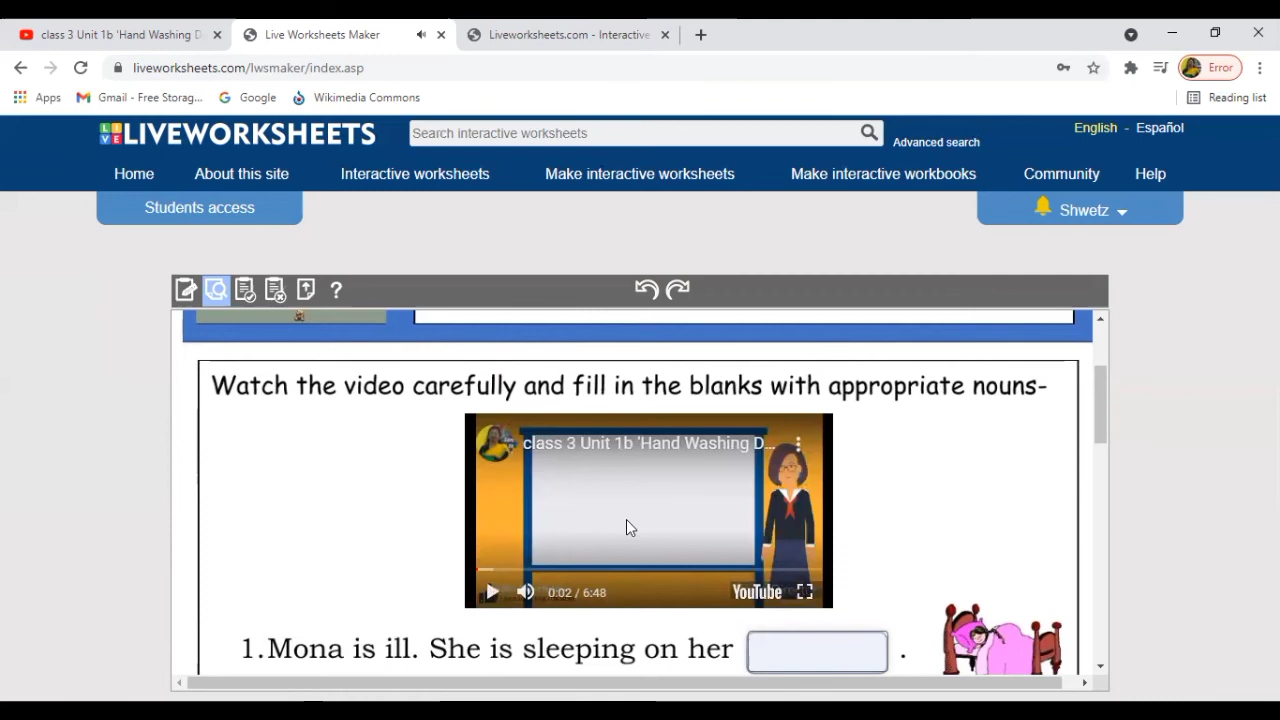 class 3 Unit 1b 'Hand Washing D
Live Worksheets Maker
Liveworksheets.com - Interactive
liveworksheets.com/lwsmaker/index.asp
Error
Apps
Gmail - Free Storag...
Google
Wikimedia Commons
Reading list
LIVE LIVEWORKSHEETS
Search interactive worksheets
Advanced search
English - Español
Home
About this site
Interactive worksheets
Make interactive worksheets
Make interactive workbooks
Community
Help
Students access
Shwetz
?
Watch the video carefully and fill in the blanks with appropriate nouns-
class 3 Unit 1b 'Hand Washing D...
0:02 / 6:48
YouTube
1.Mona is ill. She is sleeping on her .